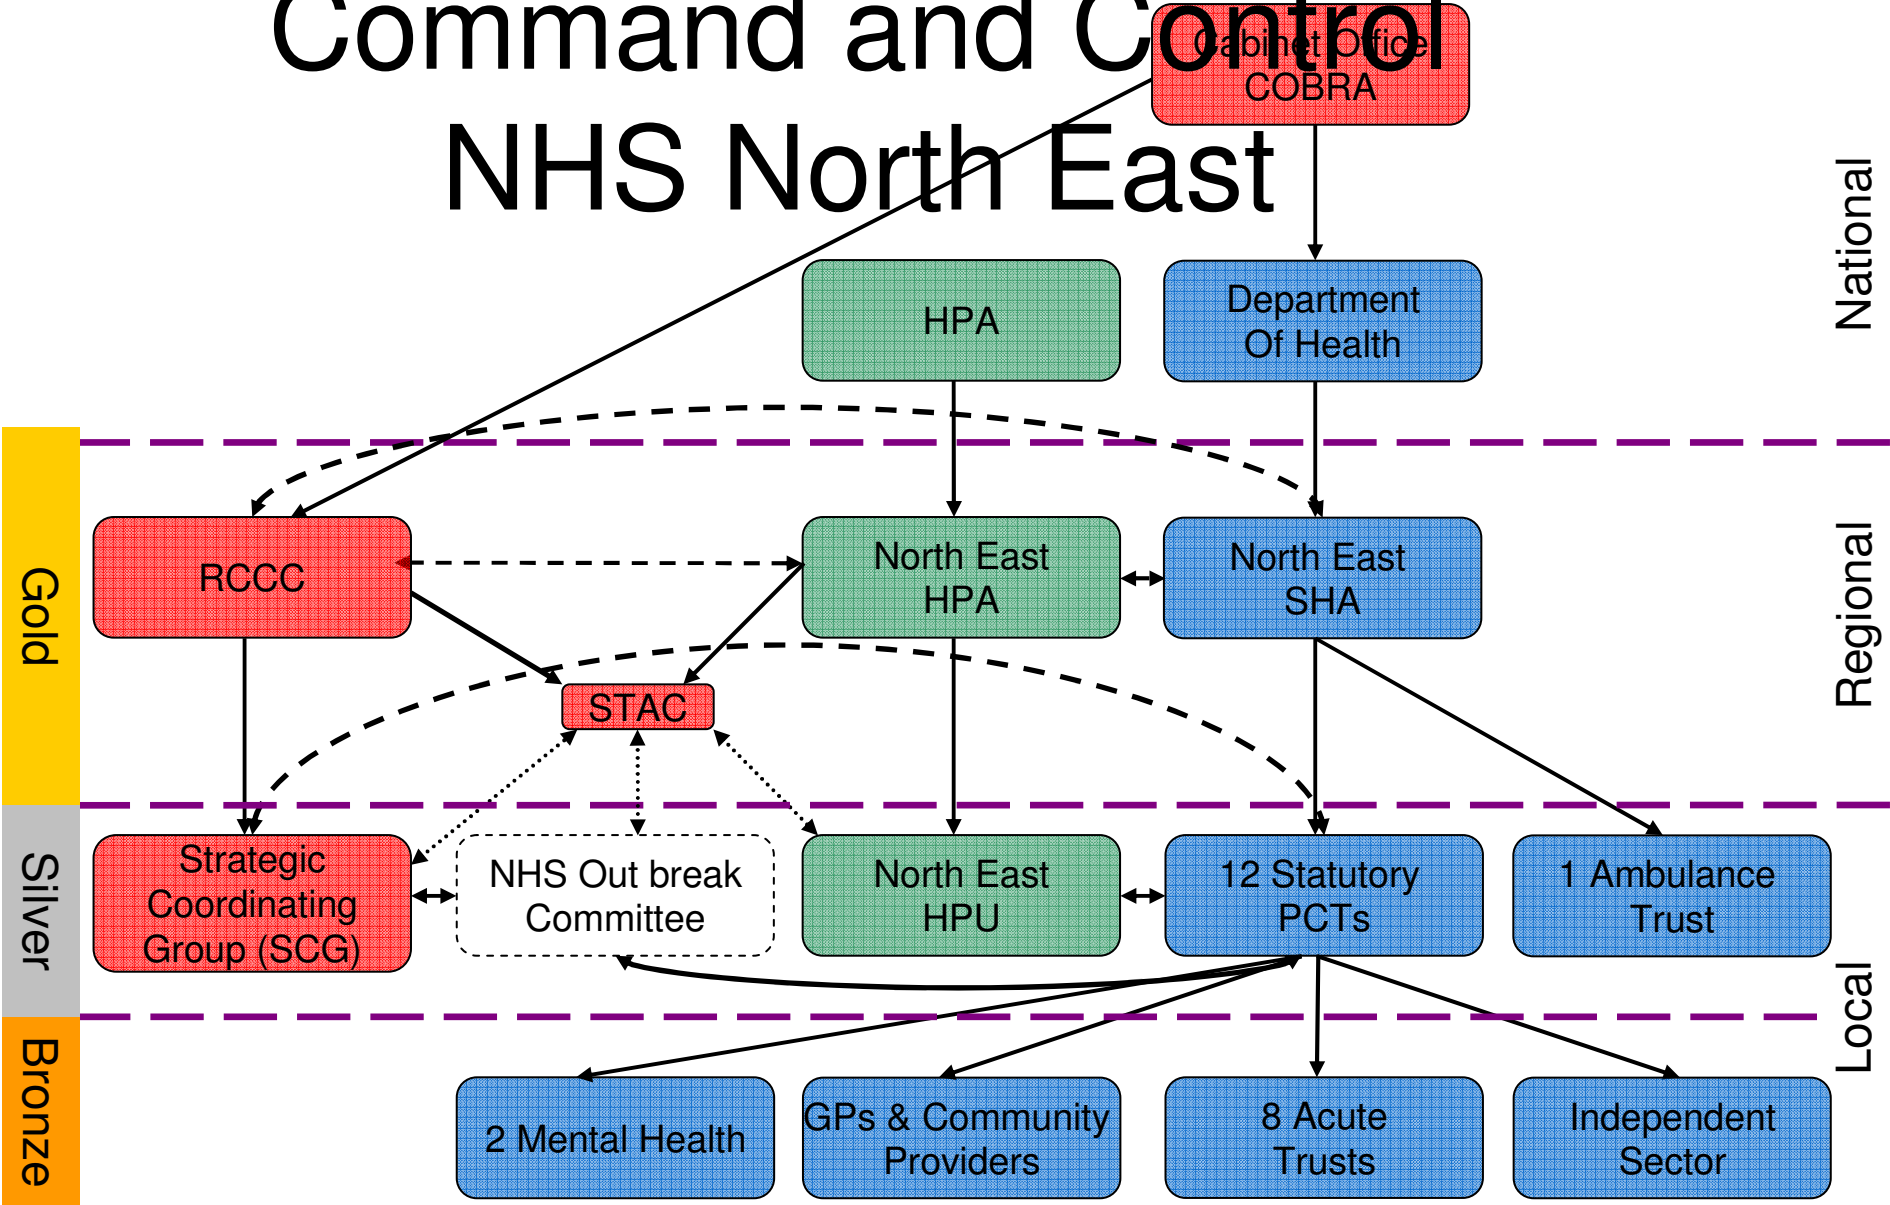 Command and Control
NHS North East
Cabinet Office
COBRA
National
HPA
Department
Of Health
Gold
Regional
RCCC
North East
HPA
North East
SHA
STAC
Silver
Local
Strategic
Coordinating
Group (SCG)
NHS Out break
Committee
North East
HPU
12 Statutory
PCTs
1 Ambulance
Trust
Bronze
2 Mental Health
GPs & Community
Providers
8 Acute
Trusts
Independent
Sector